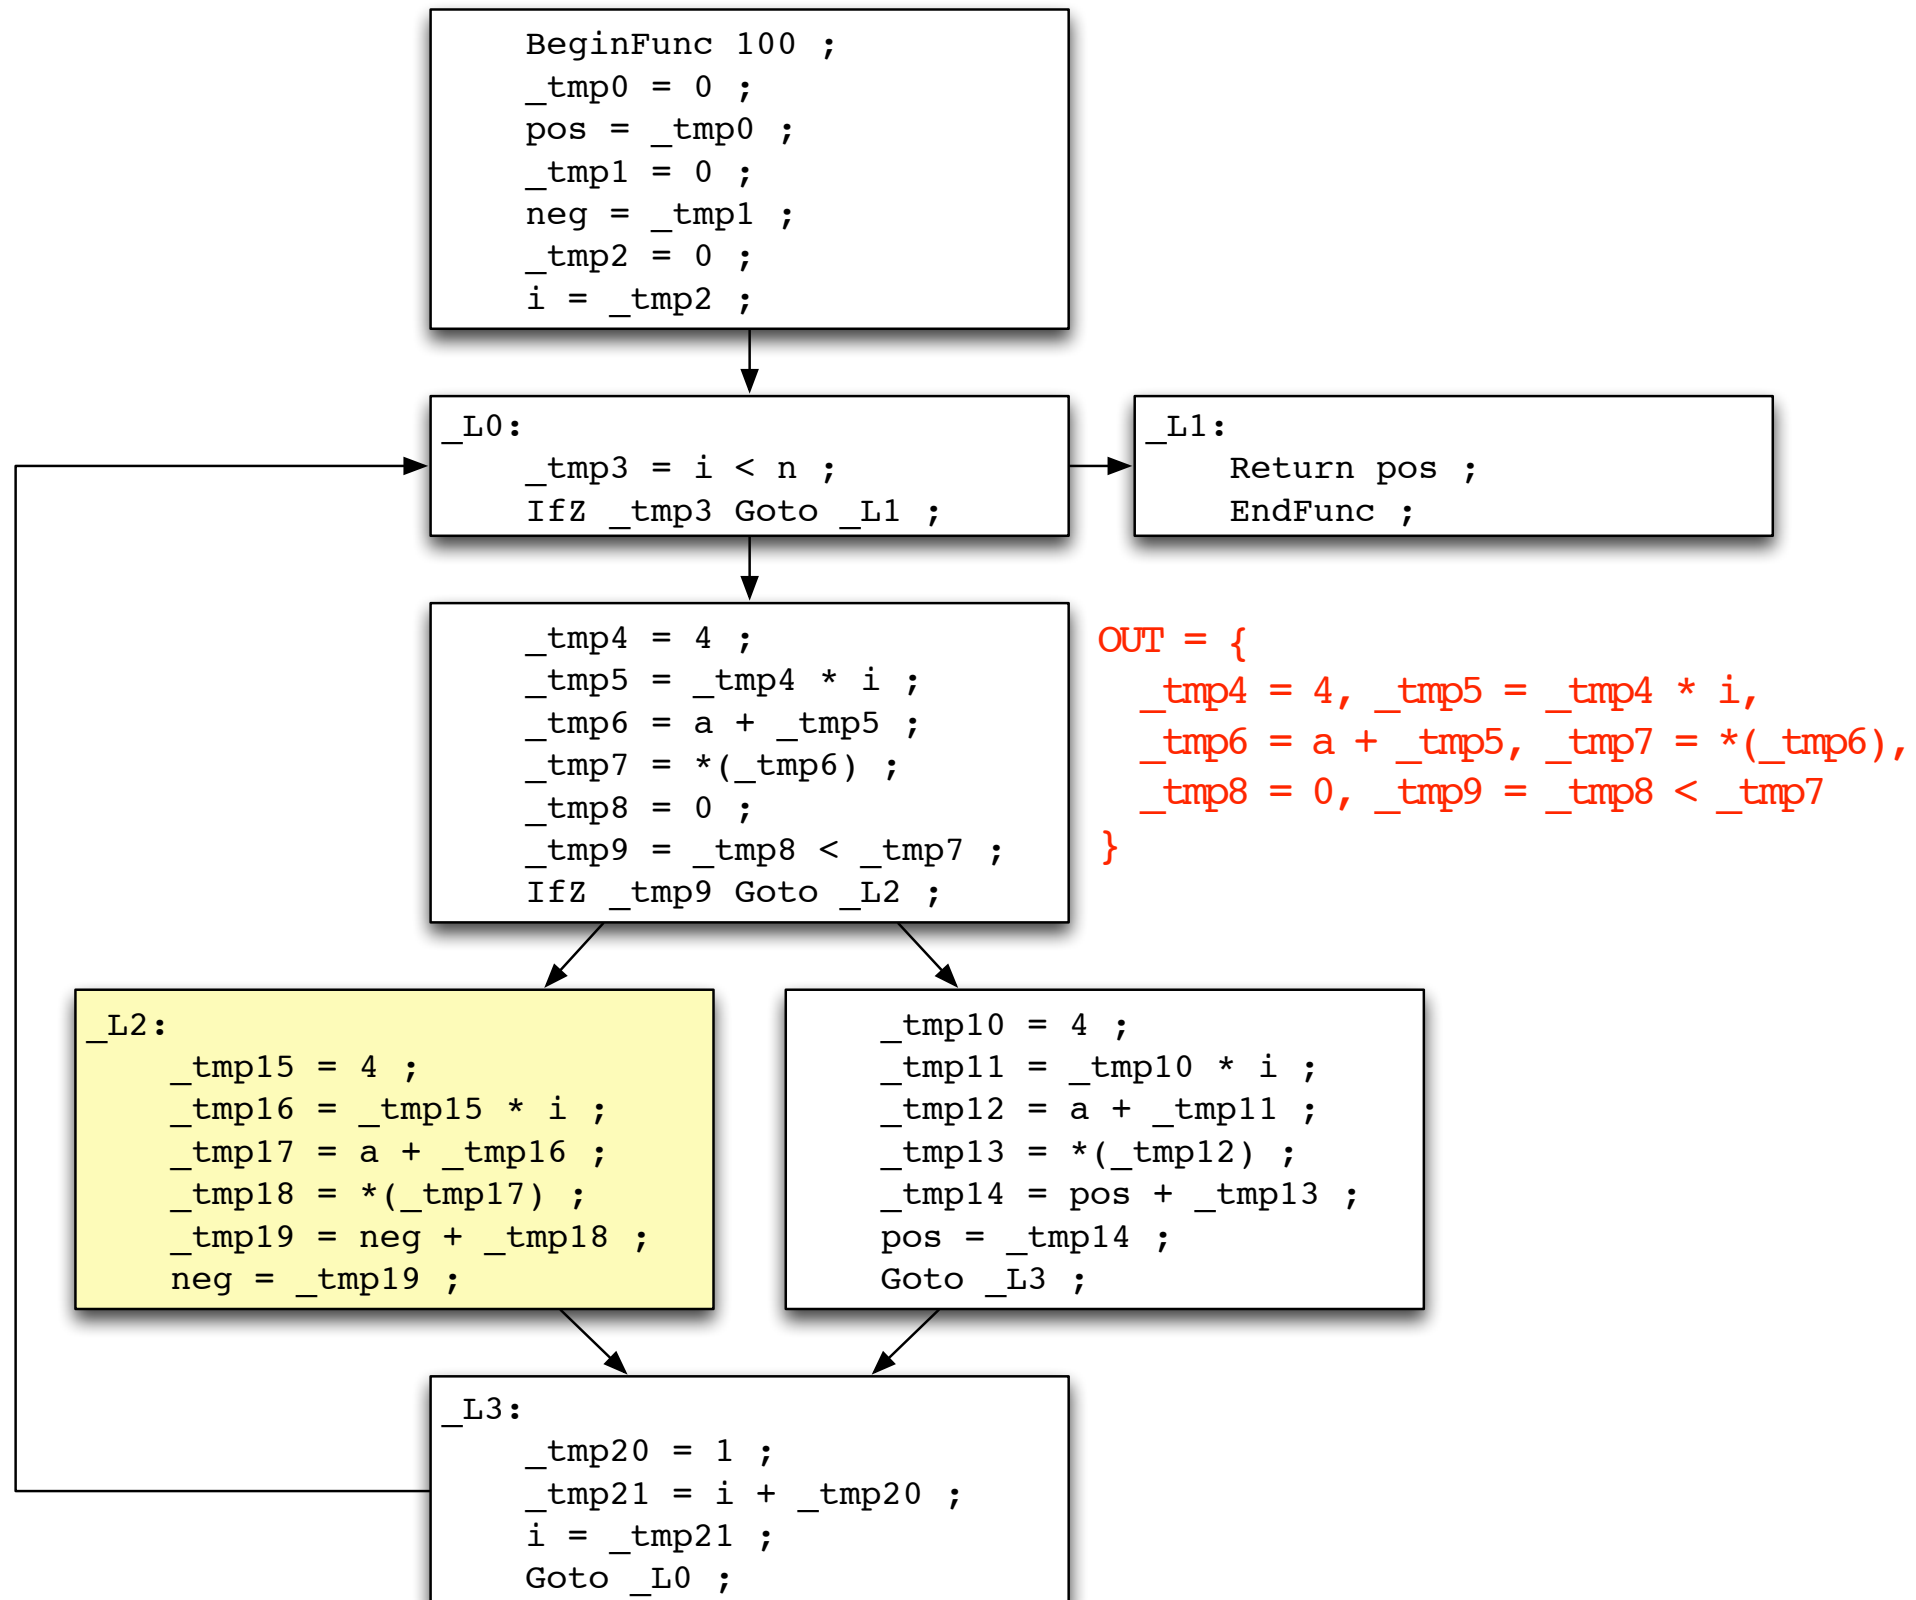 BeginFunc 100 ;
_tmp0 = 0 ;
pos = _tmp0 ;
_tmp1 = 0 ;
neg = _tmp1 ;
_tmp2 = 0 ;
i = _tmp2 ;
_L0:
_tmp3 = i < n ;
IfZ _tmp3 Goto _L1 ;
_L1:
Return pos ;
EndFunc ;
_tmp4 = 4 ;
_tmp5 = _tmp4 * i ;
_tmp6 = a + _tmp5 ;
_tmp7 = *(_tmp6) ;
_tmp8 = 0 ;
_tmp9 = _tmp8 < _tmp7 ;
IfZ _tmp9 Goto _L2 ;
OUT = {
_tmp4 = 4, _tmp5 = _tmp4 * i,
_tmp6 = a + _tmp5, _tmp7 = *(_tmp6),
_tmp8 = 0, _tmp9 = _tmp8 < _tmp7
}
_L2:
_tmp15 = 4 ;
_tmp16 = _tmp15 * i ;
_tmp17 = a + _tmp16 ;
_tmp18 = *(_tmp17) ;
_tmp19 = neg + _tmp18 ;
neg = _tmp19 ;
_tmp10 = 4 ;
_tmp11 = _tmp10 * i ;
_tmp12 = a + _tmp11 ;
_tmp13 = *(_tmp12) ;
_tmp14 = pos + _tmp13 ;
pos = _tmp14 ;
Goto _L3 ;
_L3:
_tmp20 = 1 ;
_tmp21 = i + _tmp20 ;
i = _tmp21 ;
Goto _L0 ;